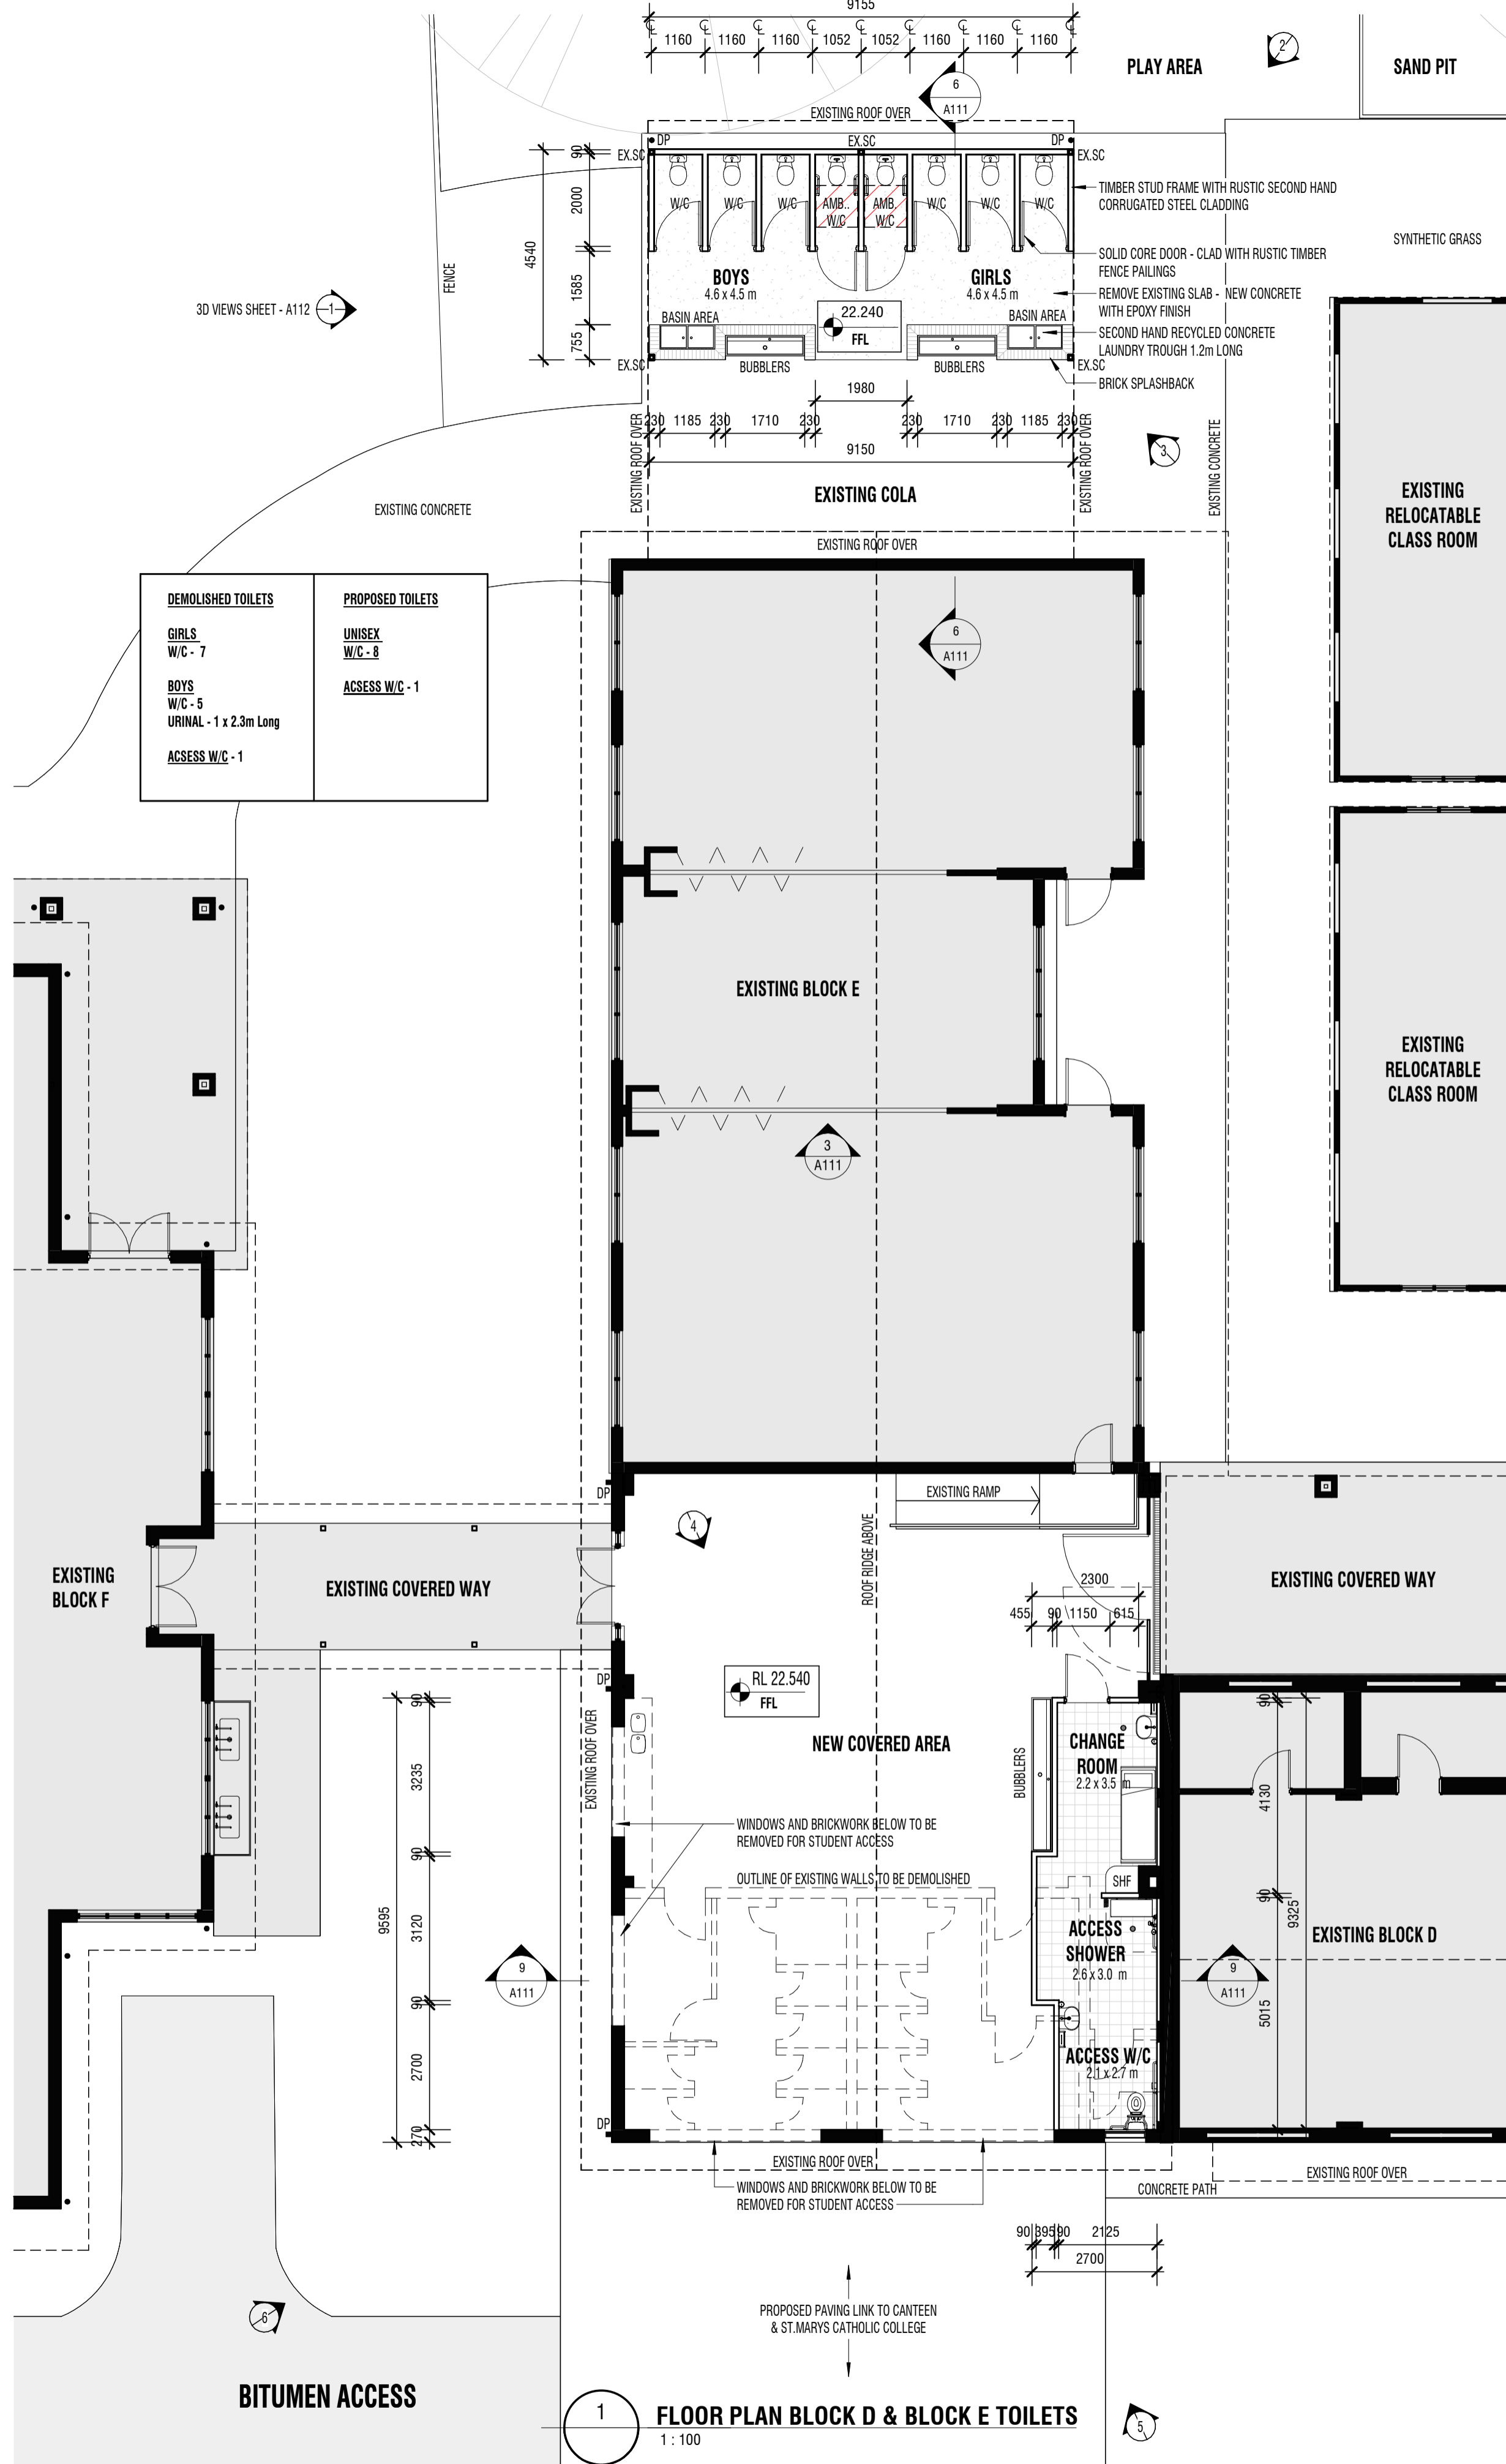 9155
1160 1160 1160 1052 1052 1160 1160 1160
PLAY AREA
2
SAND PIT
6
A111
EXISTING ROOF OVER
DP
EX.SC
DP
EX.SC
EX.SC
90
2000
4540
1585
755
W/C
W/C
W/C
AMB..
W/C
AMB.
W/C
W/C
W/C
W/C
TIMBER STUD FRAME WITH RUSTIC SECOND HAND
CORRUGATED STEEL CLADDING
SYNTHETIC GRASS
SOLID CORE DOOR - CLAD WITH RUSTIC TIMBER
FENCE PAILINGS
FENCE
BOYS
4.6 x 4.5 m
GIRLS
4.6 x 4.5 m
REMOVE EXISTING SLAB - NEW CONCRETE
WITH EPOXY FINISH
3D VIEWS SHEET - A112
1
BASIN AREA
22.240
FFL
BASIN AREA
SECOND HAND RECYCLED CONCRETE
LAUNDRY TROUGH 1.2m LONG
EX.SC
BUBBLERS
BUBBLERS
EX.SC
BRICK SPLASHBACK
1980
230 1185 230 1710 230
230 1710 230 1185 230
9150
EXISTING ROOF OVER
EXISTING ROOF OVER
3
EXISTING CONCRETE
EXISTING COLA
EXISTING CONCRETE
EXISTING ROOF OVER
EXISTING
RELOCATABLE
CLASS ROOM
DEMOLISHED TOILETS
GIRLS
W/C - 7
BOYS
W/C - 5
URINAL - 1 x 2.3m Long
ACSESS W/C - 1
PROPOSED TOILETS
UNISEX
W/C - 8
ACSESS W/C - 1
6
A111
EXISTING BLOCK E
EXISTING
RELOCATABLE
CLASS ROOM
3
A111
DP
EXISTING RAMP
4
ROOF RIDGE ABOVE
EXISTING
BLOCK F
EXISTING COVERED WAY
EXISTING COVERED WAY
2300
455 90 1150 615
DP
RL 22.540
FFL
NEW COVERED AREA
EXISTING ROOF OVER
BUBBLERS
CHANGE
ROOM
2.2 x 3.5 m
90
3235
90
9595
3120
90
2700
270
90
4130
90
9325
5015
WINDOWS AND BRICKWORK BELOW TO BE
REMOVED FOR STUDENT ACCESS
OUTLINE OF EXISTING WALLS TO BE DEMOLISHED
SHF
ACCESS
SHOWER
2.6 x 3.0 m
EXISTING BLOCK D
9
A111
9
A111
ACCESS W/C
2.1 x 2.7 m
DP
EXISTING ROOF OVER
WINDOWS AND BRICKWORK BELOW TO BE
REMOVED FOR STUDENT ACCESS
EXISTING ROOF OVER
CONCRETE PATH
90 395 90 2125
2700
6
PROPOSED PAVING LINK TO CANTEEN
& ST.MARYS CATHOLIC COLLEGE
BITUMEN ACCESS
1
FLOOR PLAN BLOCK D & BLOCK E TOILETS
1 : 100
5